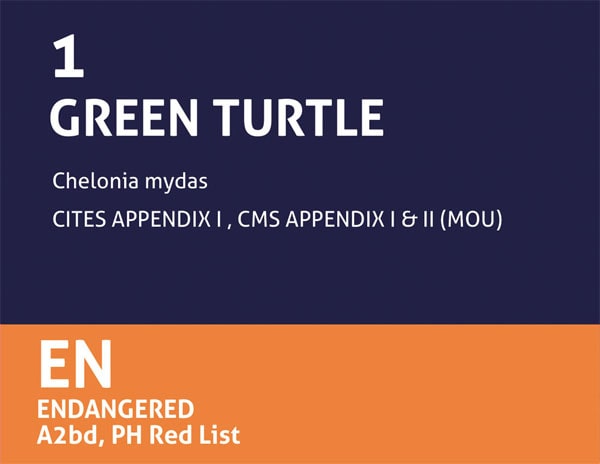 1
GREEN TURTLE
Chelonia mydas
CITES APPENDIX I , CMS APPENDIX I & II (MOU)
EN
ENDANGERED
A2bd, PH Red List